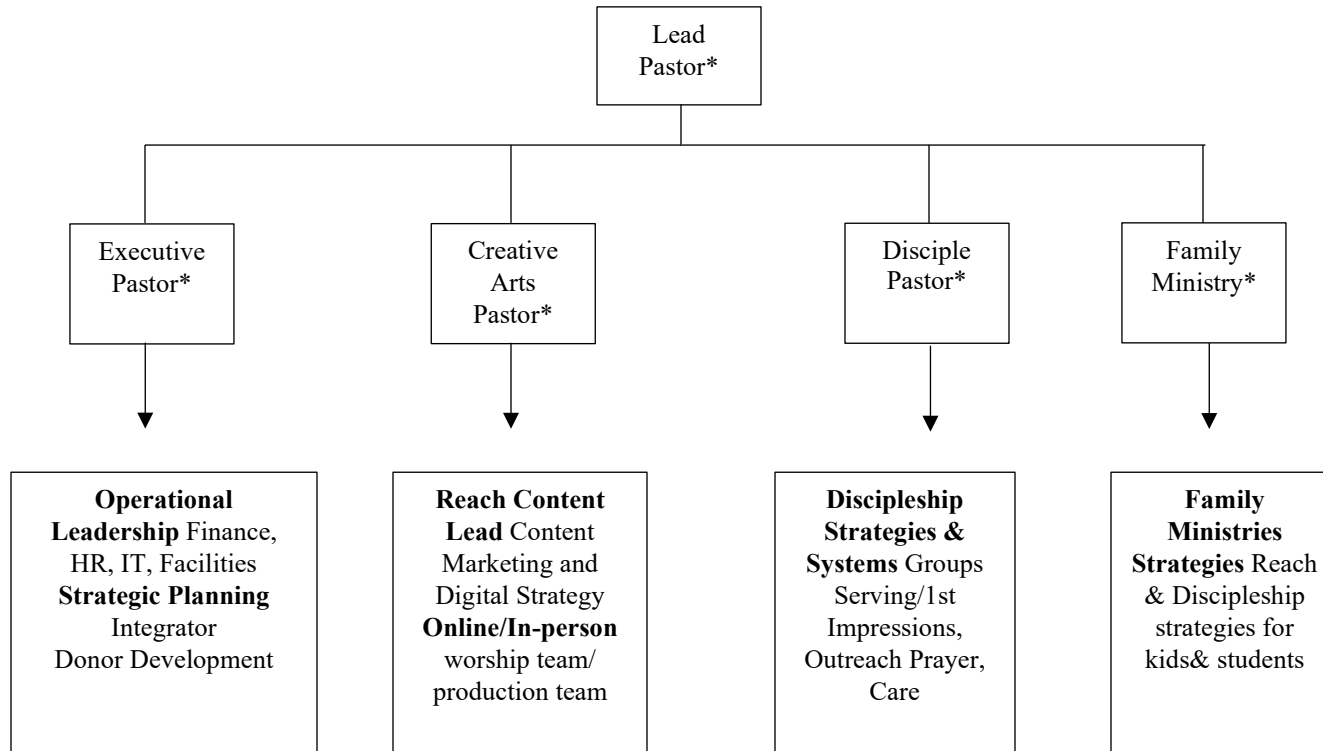 Lead
Pastor*
Executive
Pastor*
Creative
Arts
Pastor*
Disciple
Pastor*
Family
Ministry*
Operational
Leadership Finance,
HR, IT, Facilities
Strategic Planning
Integrator
Donor Development
Reach Content
Lead Content
Marketing and
Digital Strategy
Online/In-person
worship team/
production team
Discipleship
Strategies &
Systems Groups
Serving/1st
Impressions,
Outreach Prayer,
Care
Family
Ministries
Strategies Reach
& Discipleship
strategies for
kids& students